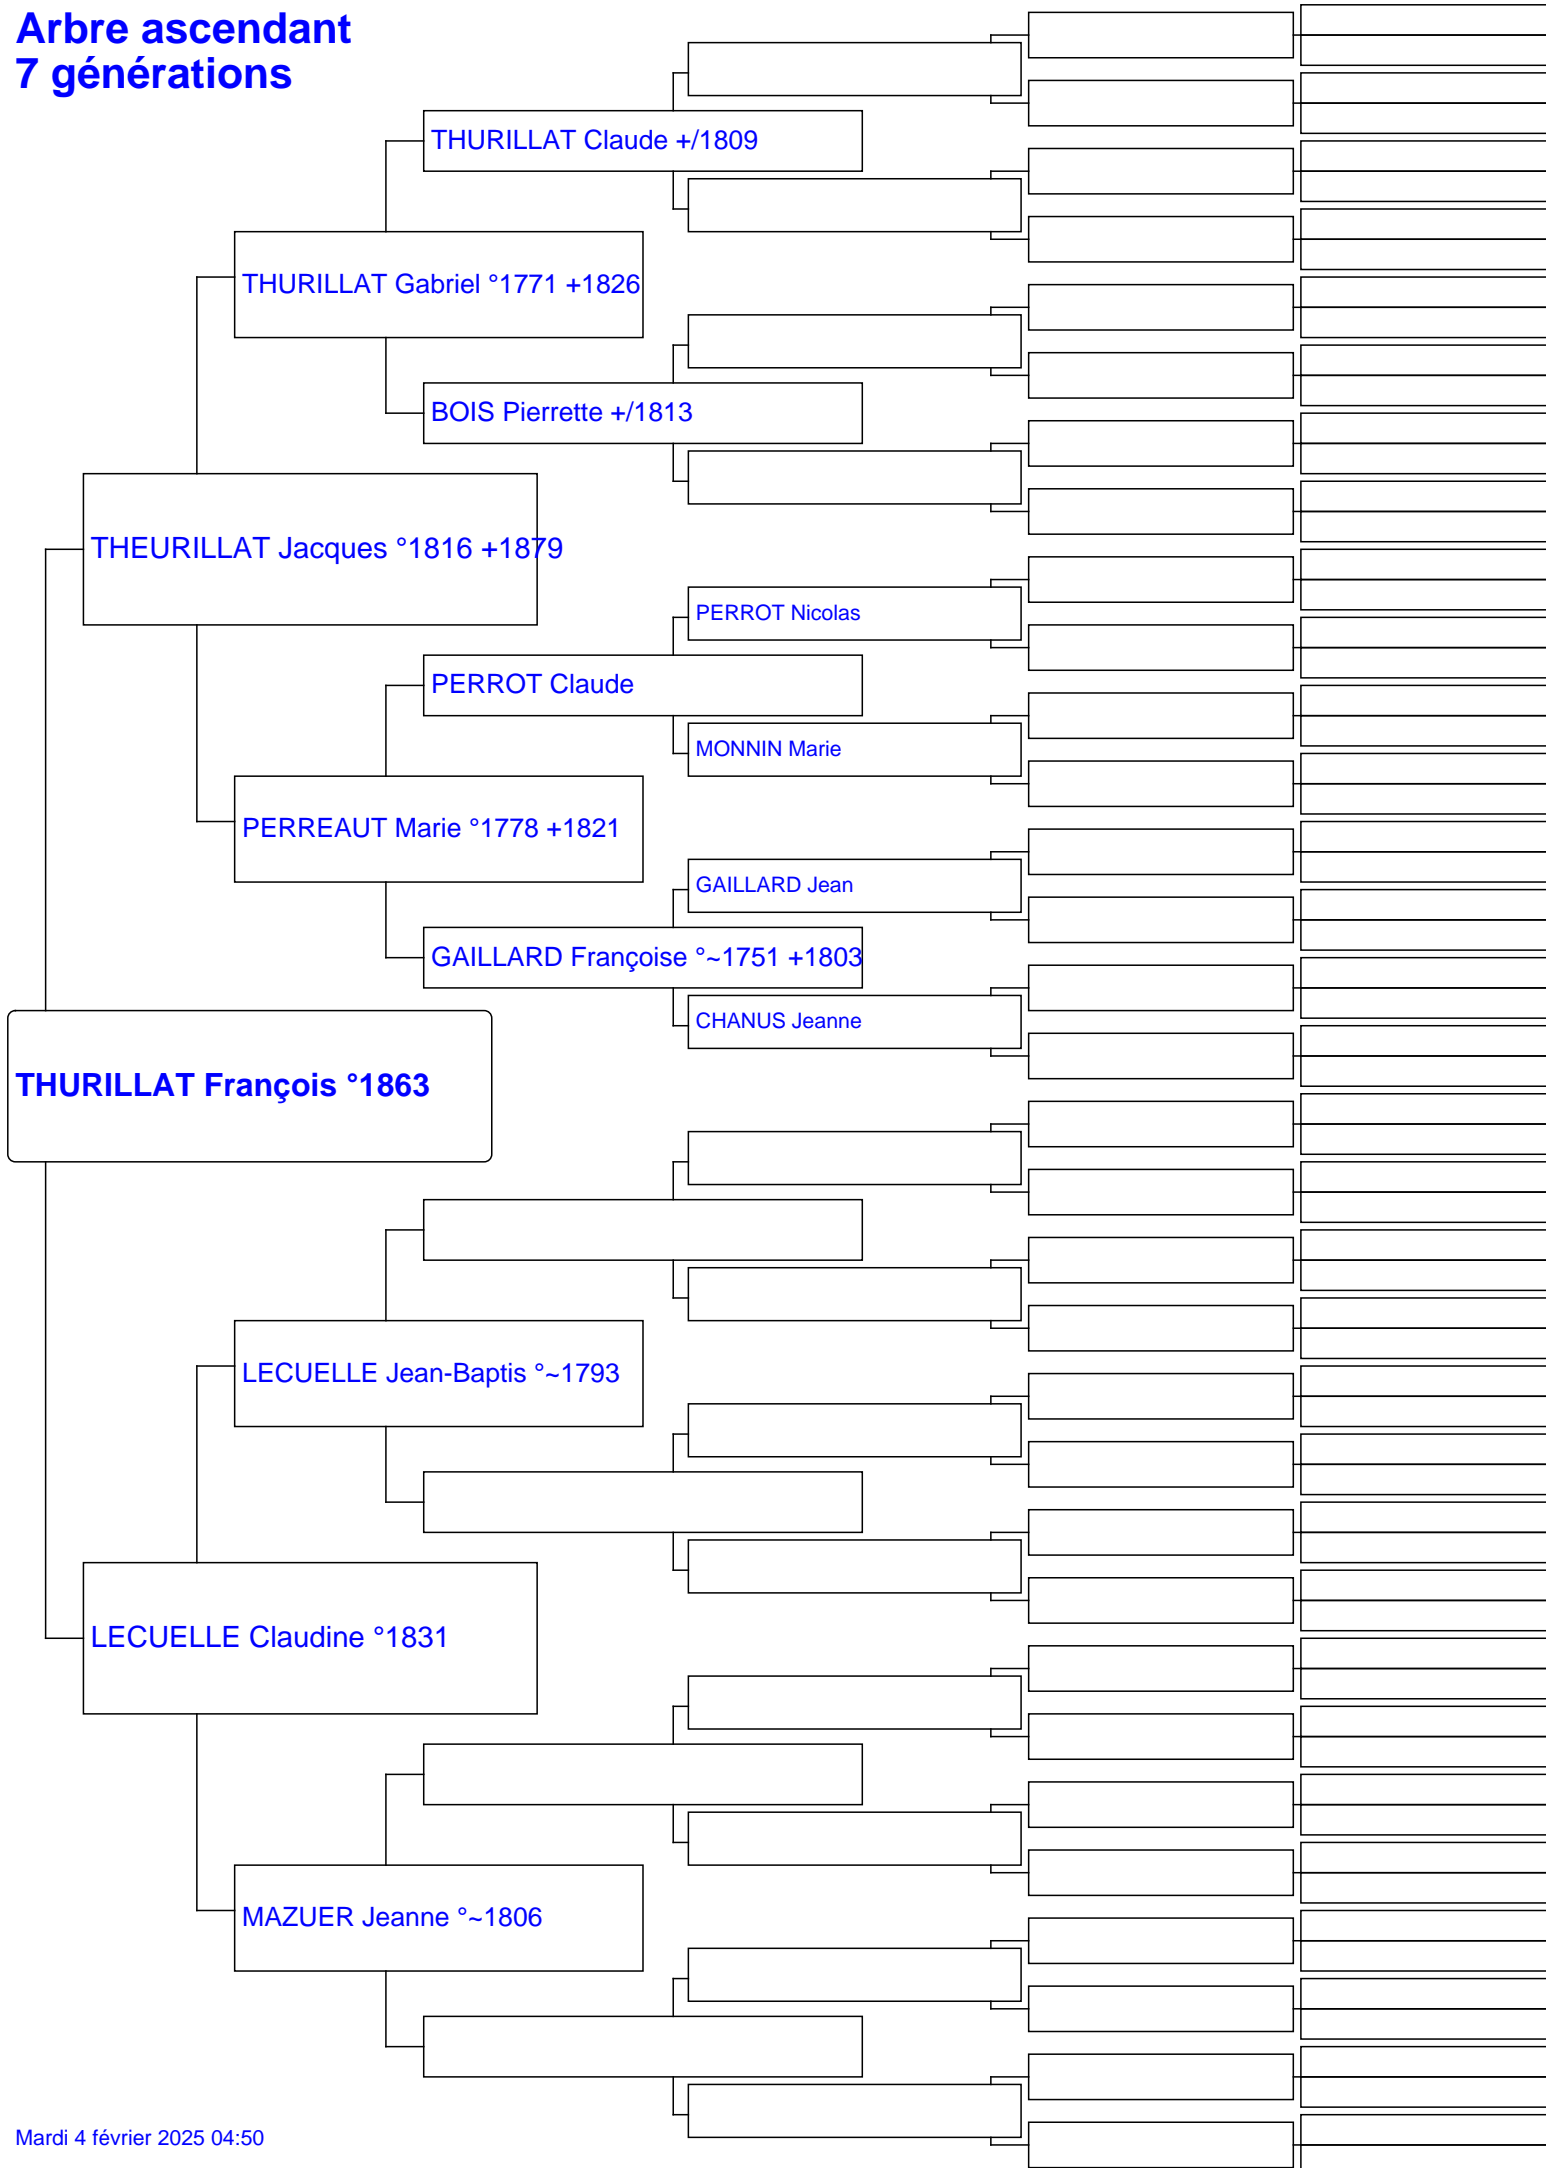 Arbre ascendant
7 générations
THURILLAT Claude +/1809
THURILLAT Gabriel °1771 +1826
BOIS Pierrette +/1813
THEURILLAT Jacques °1816 +1879
PERROT Nicolas
PERROT Claude
MONNIN Marie
PERREAUT Marie °1778 +1821
GAILLARD Jean
GAILLARD Françoise °~1751 +1803
CHANUS Jeanne
THURILLAT François °1863
LECUELLE Jean-Baptis °~1793
LECUELLE Claudine °1831
MAZUER Jeanne °~1806
Mardi 4 février 2025 04:50